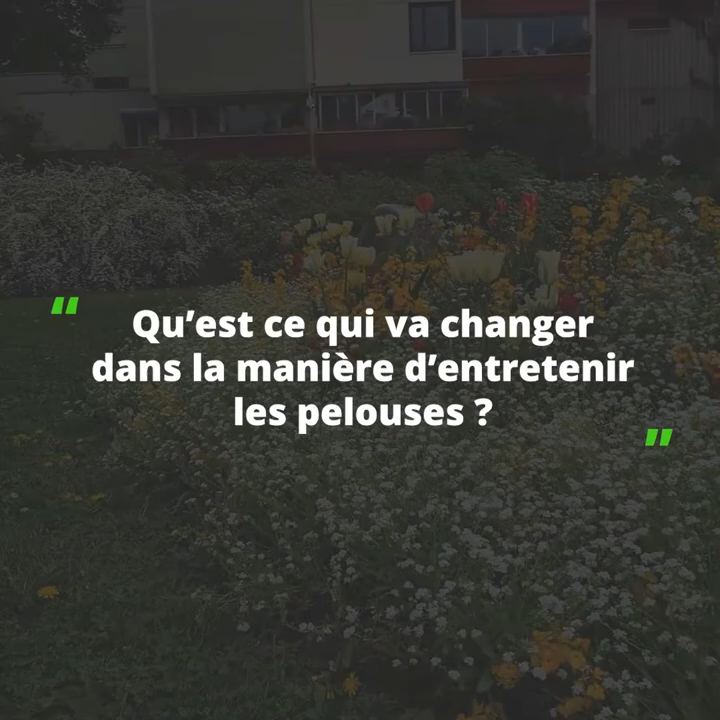 "Qu’est ce qui va changer
dans la manière d’entretenir
les pelouses ?"